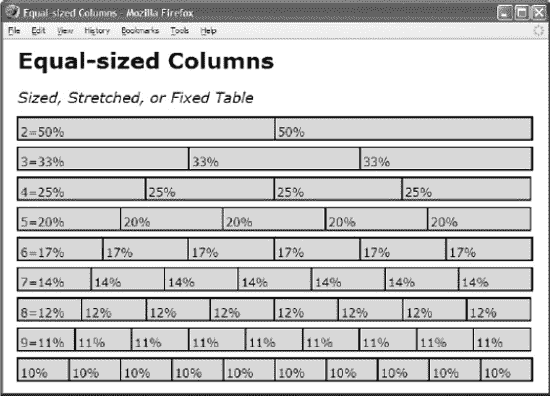 Equal-sized Columns - Mozilla Firefox
File Edit View History Bookmarks Tools Help
Equal-sized Columns
Sized, Stretched, or Fixed Table
2=50% 50%
3=33% 33% 33%
4=25% 25% 25% 25%
5=20% 20% 20% 20% 20%
6=17% 17% 17% 17% 17% 17%
7=14% 14% 14% 14% 14% 14% 14%
8=12% 12% 12% 12% 12% 12% 12% 12%
9=11% 11% 11% 11% 11% 11% 11% 11% 11%
10% 10% 10% 10% 10% 10% 10% 10% 10% 10%